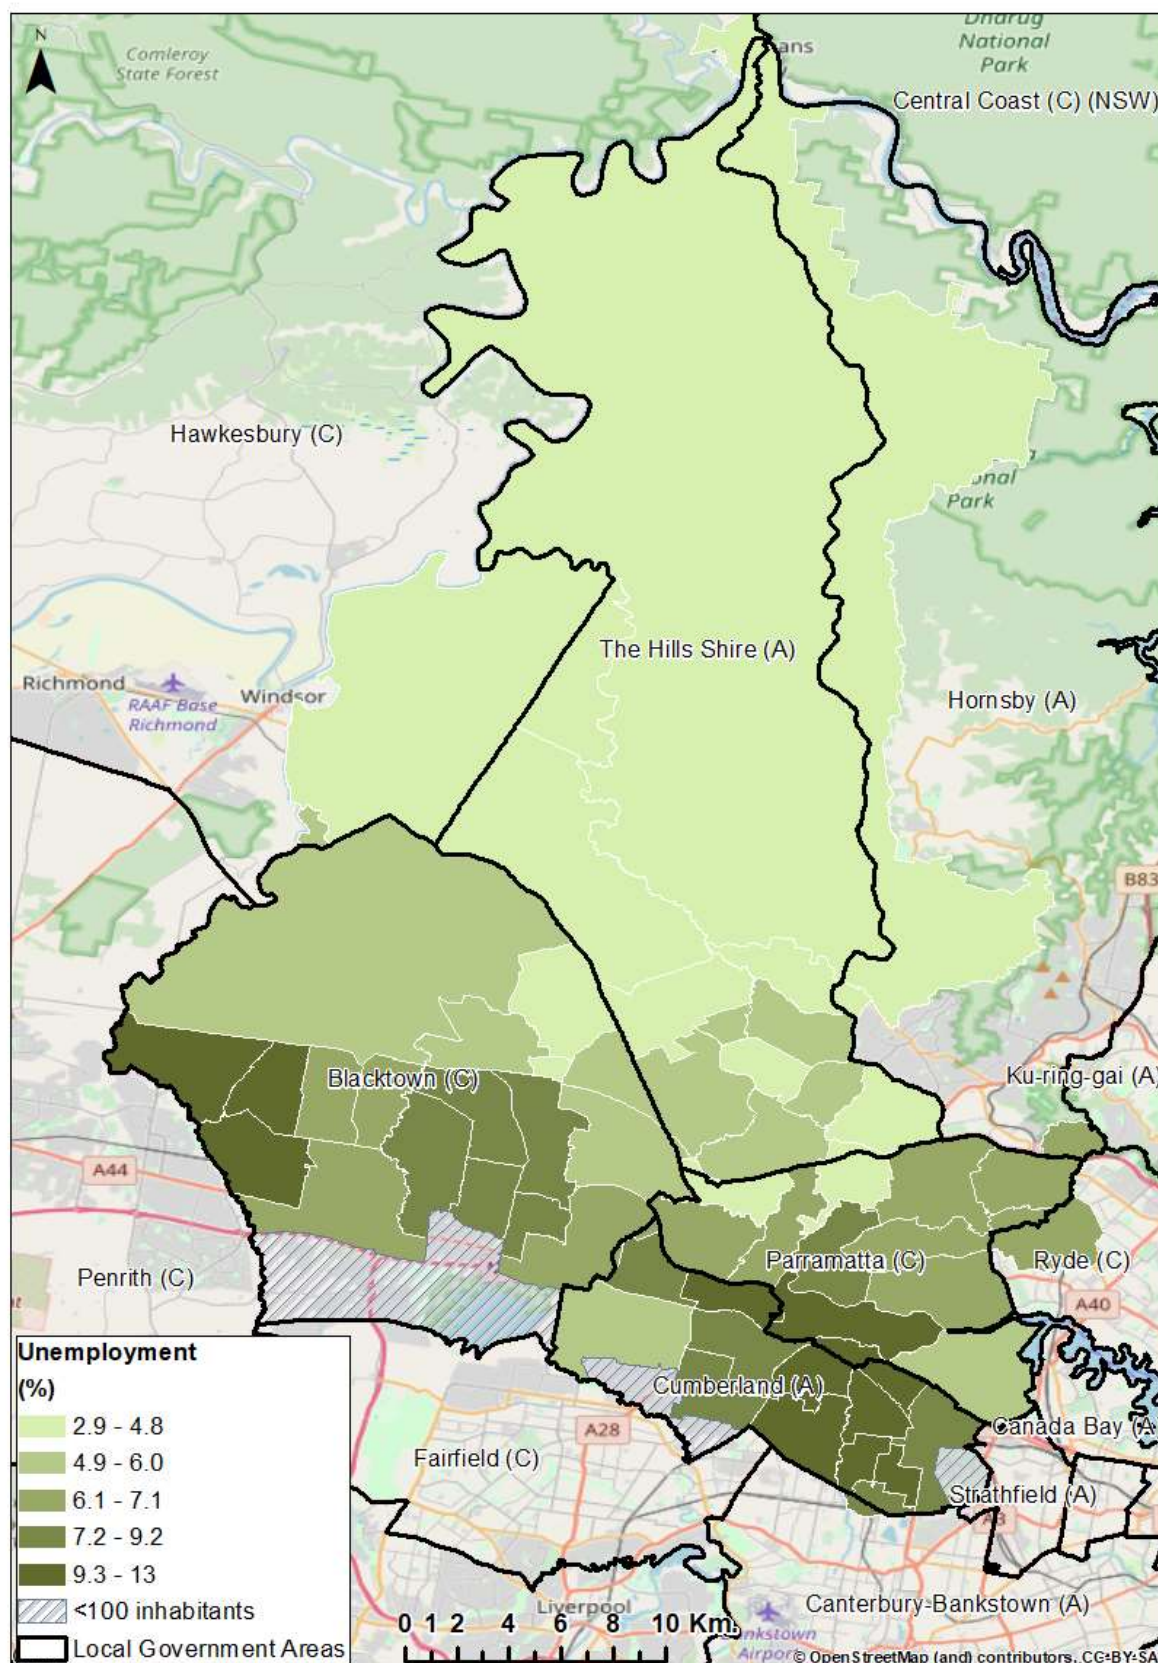 N
Comleroy
State Forest
Dharug
National
Park
ans
Central Coast (C) (NSW)
Hawkesbury (C)
onal
Park
The Hills Shire (A)
Richmond
RAAF Base
Richmond
Windsor
Hornsby (A)
B83
Blacktown (C)
Ku-ring-gai (A)
A44
Penrith (C)
Parramatta (C)
Ryde (C)
A40
Cumberland (A)
Canada Bay (A
A28
Fairfield (C)
Strathfield (A)
A3
Canterbury-Bankstown (A)
Liverpool
Bankstown
Airport
Unemployment
(%)
2.9 - 4.8
4.9 - 6.0
6.1 - 7.1
7.2 - 9.2
9.3 - 13
<100 inhabitants
Local Government Areas
0 1 2 4 6 8 10 Km.
© OpenStreetMap (and) contributors, CC-BY-SA